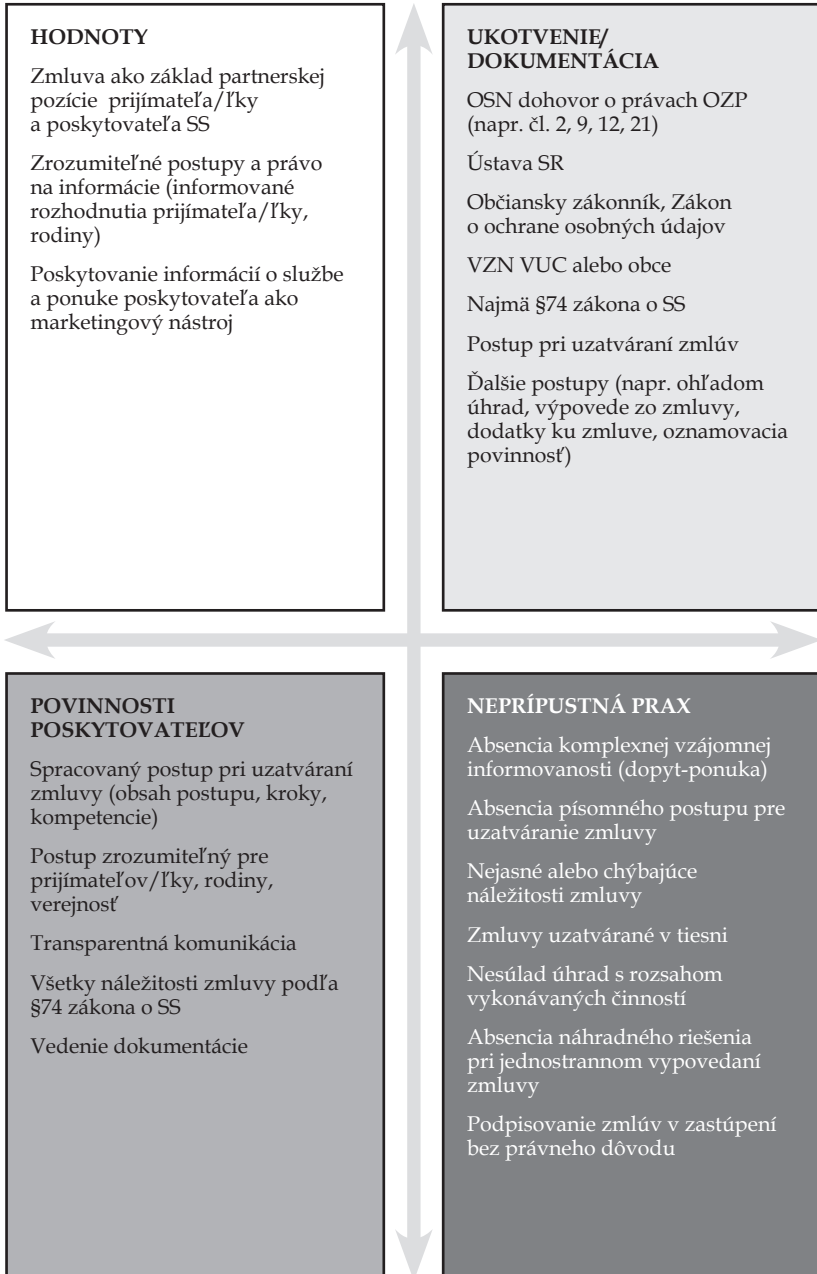 HODNOTY
Zmluva ako základ partnerskej
pozície prijímateľa/ľky
a poskytovateľa SS
Zrozumiteľné postupy a právo
na informácie (informované
rozhodnutia prijímateľa/ľky,
rodiny)
Poskytovanie informácií o službe
a ponuke poskytovateľa ako
marketingový nástroj
UKOTVENIE/
DOKUMENTÁCIA
OSN dohovor o právach OZP
(napr. čl. 2, 9, 12, 21)
Ústava SR
Občiansky zákonník, Zákon
o ochrane osobných údajov
VZN VUC alebo obce
Najmä §74 zákona o SS
Postup pri uzatváraní zmlúv
Ďalšie postupy (napr. ohľadom
úhrad, výpovede zo zmluvy,
dodatky ku zmluve, oznamovacia
povinnosť)
POVINNOSTI
POSKYTOVATEĽOV
Spracovaný postup pri uzatváraní
zmluvy (obsah postupu, kroky,
kompetencie)
Postup zrozumiteľný pre
prijímateľov/ľky, rodiny,
verejnosť
Transparentná komunikácia
Všetky náležitosti zmluvy podľa
§74 zákona o SS
Vedenie dokumentácie
NEPRÍPUSTNÁ PRAX
Absencia komplexnej vzájomnej
informovanosti (dopyt-ponuka)
Absencia písomného postupu pre
uzatváranie zmluvy
Nejasné alebo chýbajúce
náležitosti zmluvy
Zmluvy uzatvárané v tiesni
Nesúlad úhrad s rozsahom
vykonávaných činností
Absencia náhradného riešenia
pri jednostrannom vypovedaní
zmluvy
Podpisovanie zmlúv v zastúpení
bez právneho dôvodu